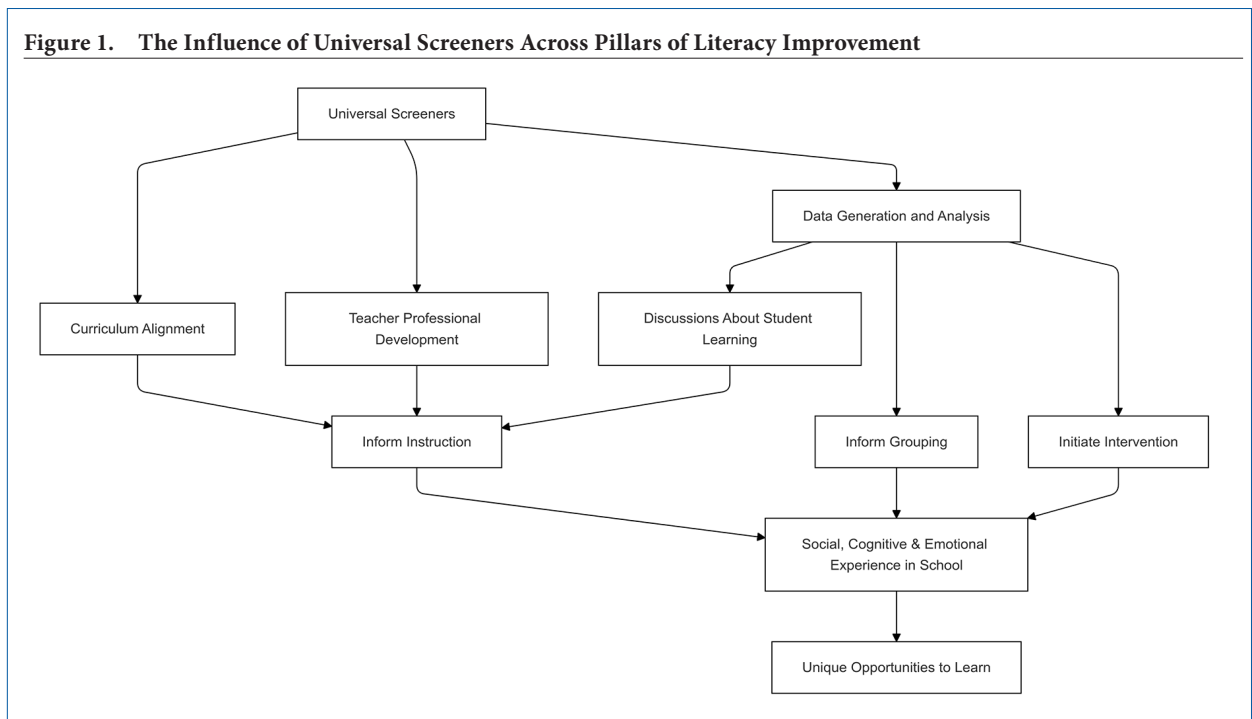 Figure 1. The Influence of Universal Screeners Across Pillars of Literacy Improvement
Universal Screeners
Data Generation and Analysis
Curriculum Alignment
Teacher Professional
Development
Discussions About Student
Learning
Inform Instruction
Inform Grouping
Initiate Intervention
Social, Cognitive & Emotional
Experience in School
Unique Opportunities to Learn